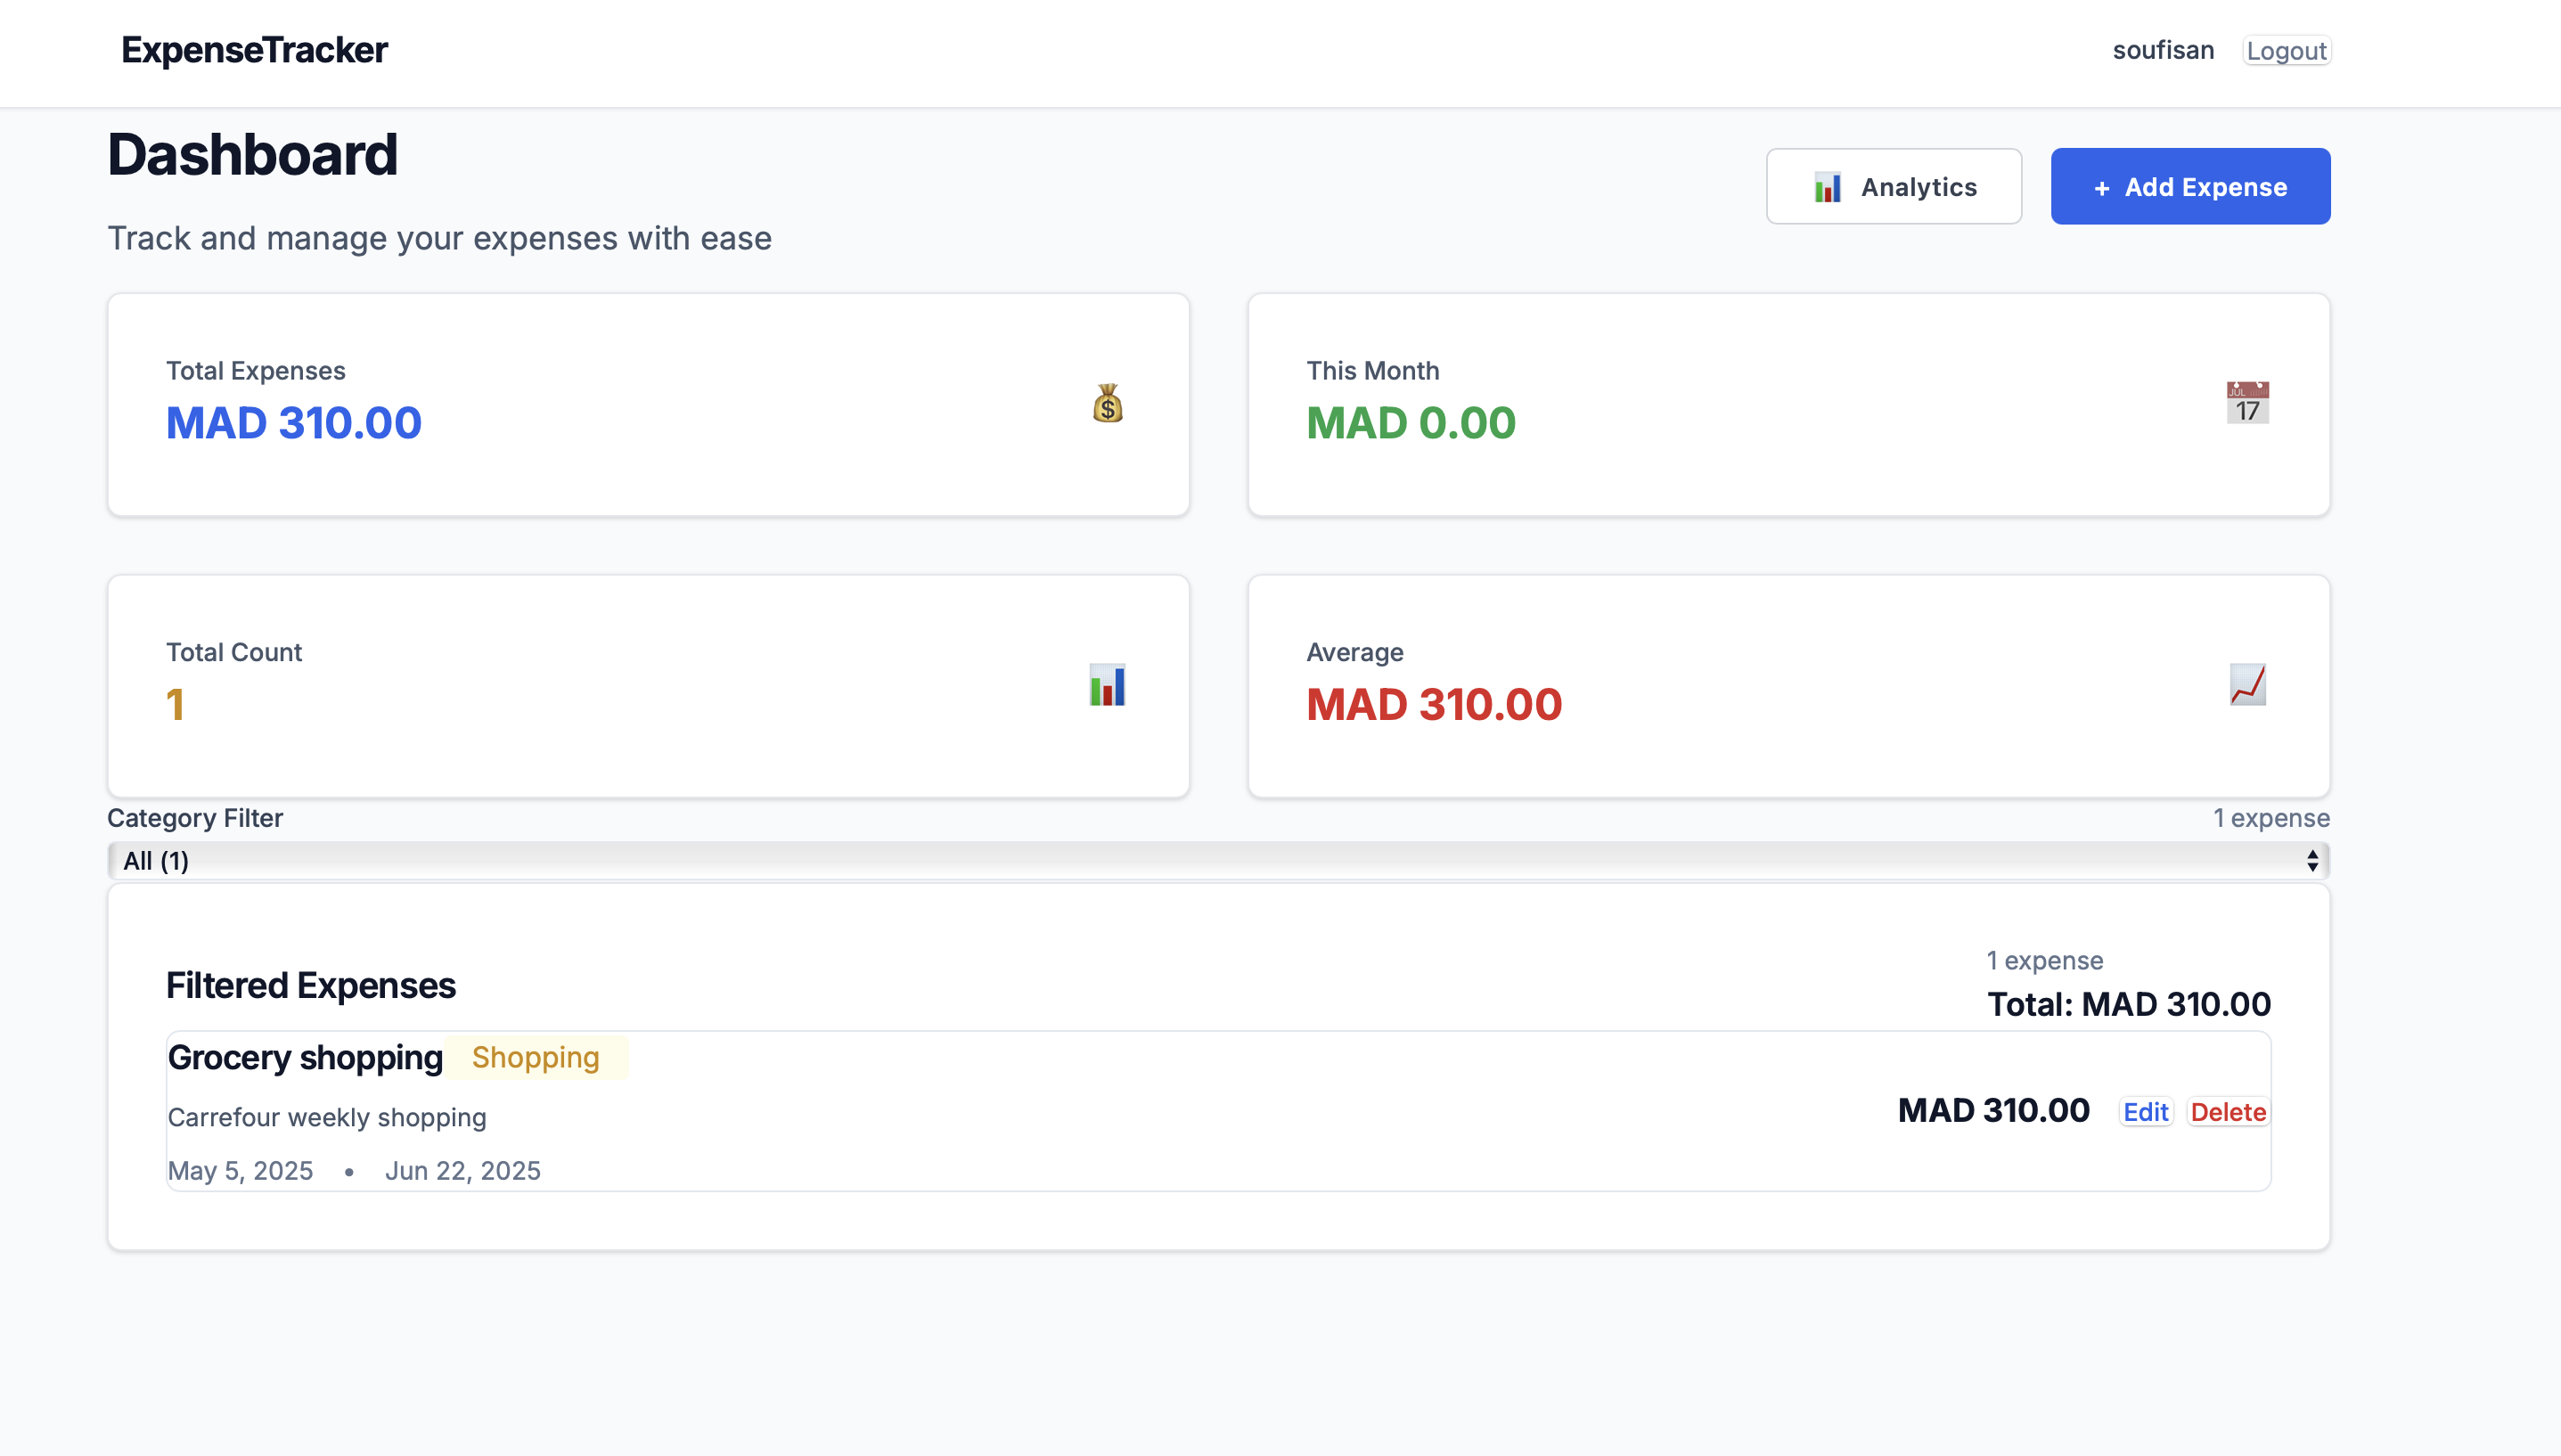 ExpenseTracker
soufisan Logout
Dashboard
Analytics
+ Add Expense
Track and manage your expenses with ease
Total Expenses
MAD 310.00
$
This Month
MAD 0.00
JUL
17
Total Count
1
Average
MAD 310.00
Category Filter
1 expense
All (1)
Filtered Expenses
1 expense
Total: MAD 310.00
Grocery shopping Shopping
Carrefour weekly shopping
May 5, 2025 • Jun 22, 2025
MAD 310.00 Edit Delete